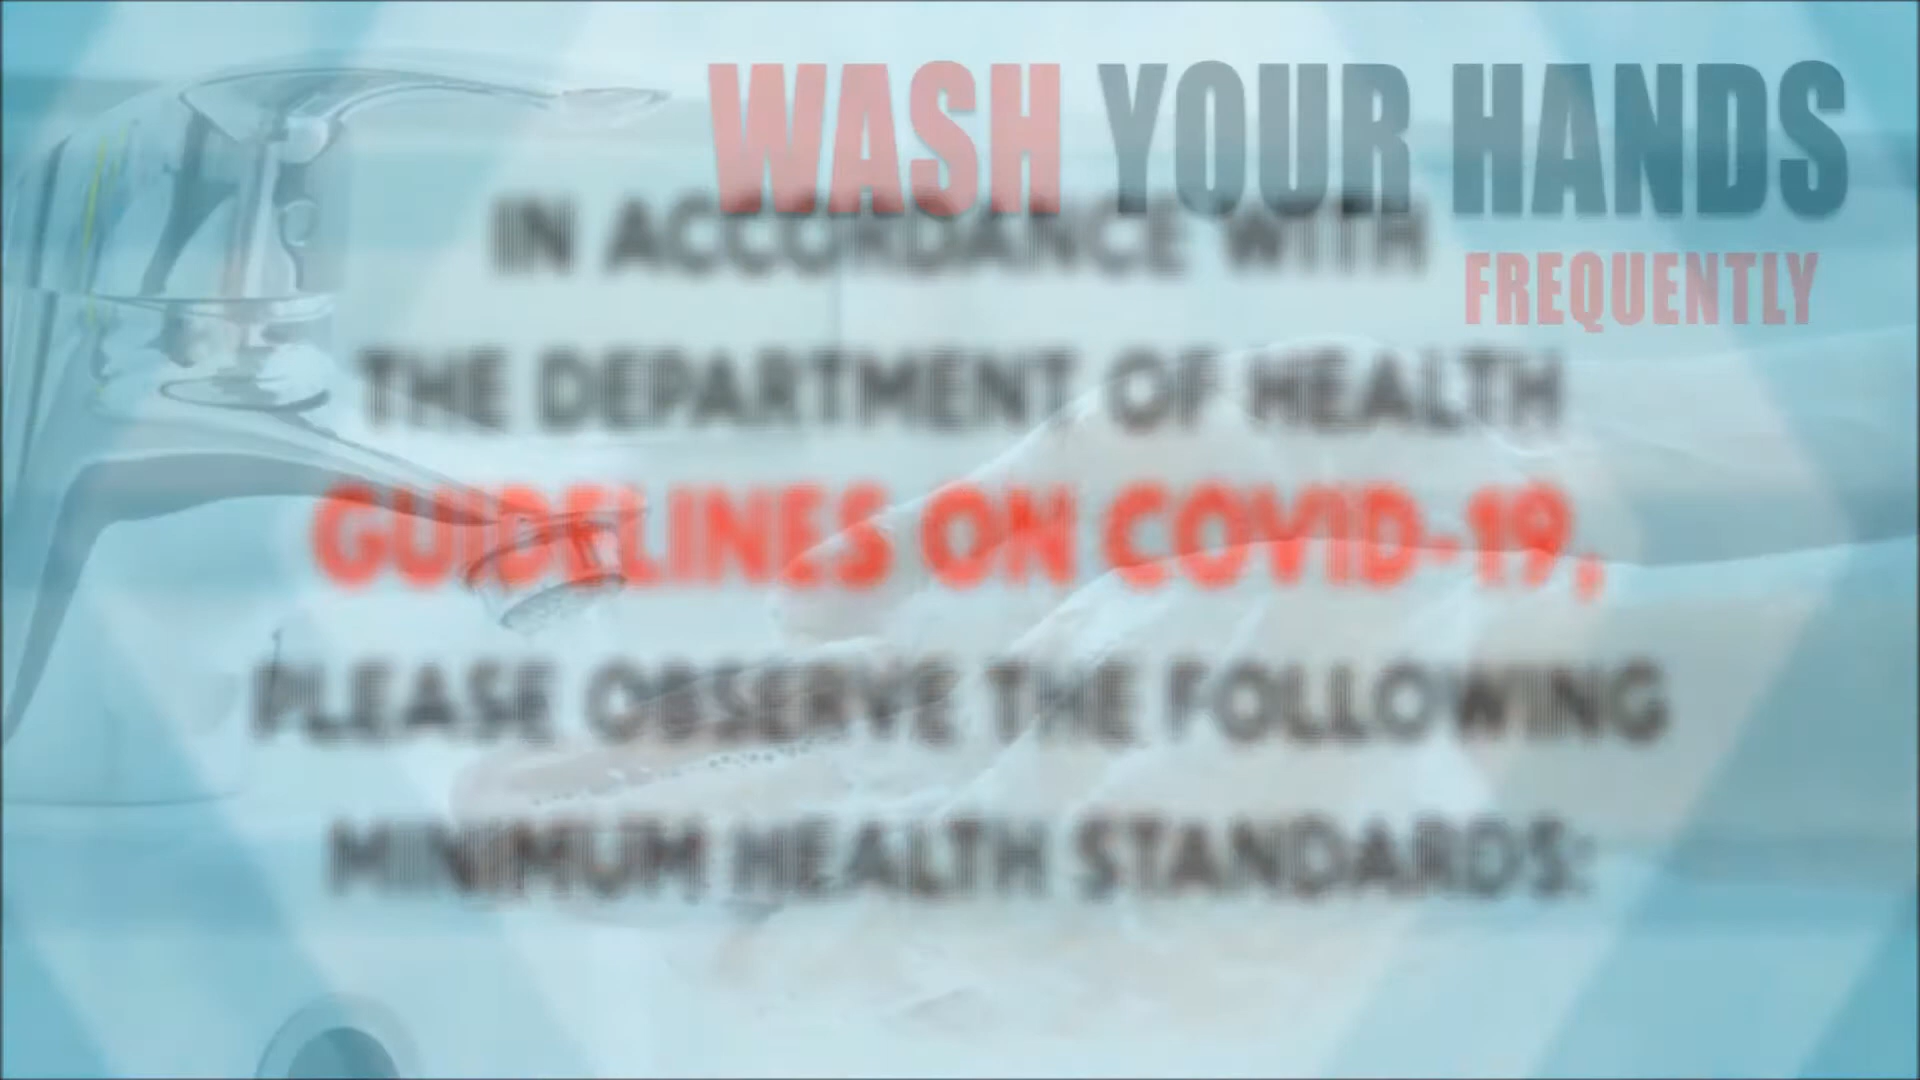 WASH YOUR HANDS
FREQUENTLY
IN ACCORDANCE WITH
THE DEPARTMENT OF HEALTH
GUIDELINES ON COVID-19,
PLEASE OBSERVE THE FOLLOWING
MINIMUM HEALTH STANDARDS: